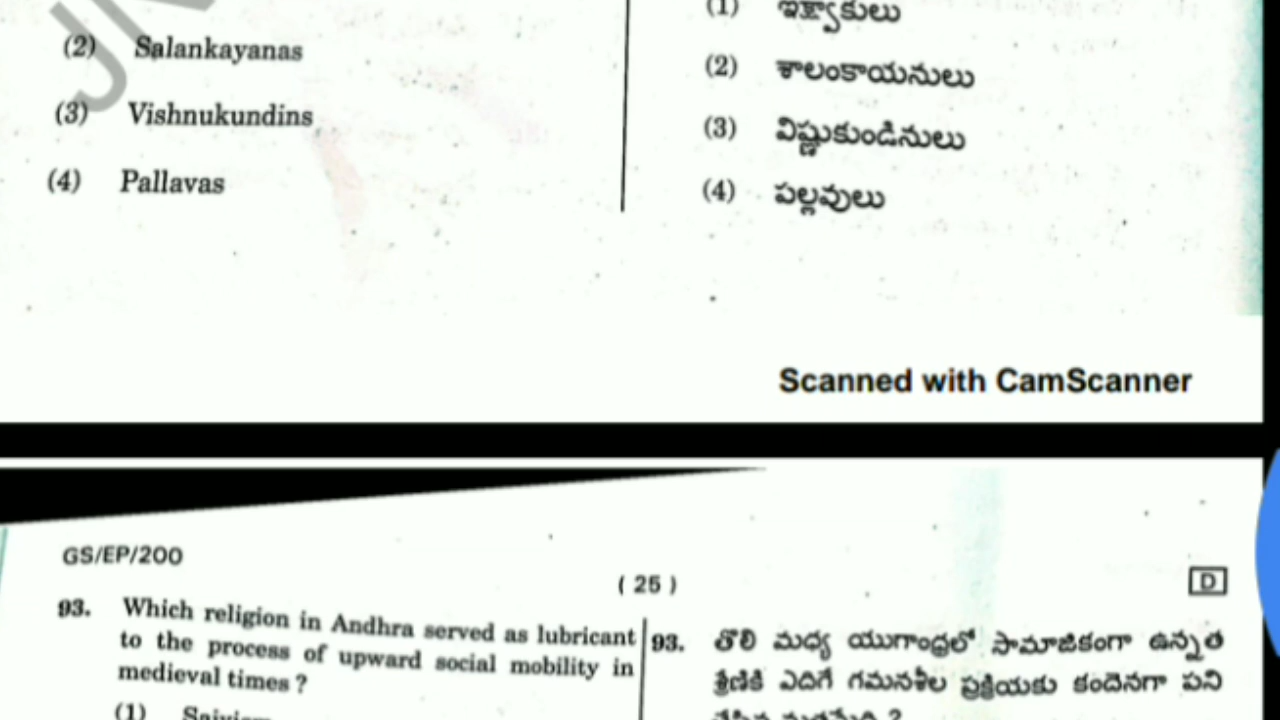 (2) Salankayanas
(3) Vishnukundins
(4) Pallavas
(1) ఇక్ష్వాకులు
(2) శాలంకాయనులు
(3) విష్ణుకుండినులు
(4) పల్లవులు
Scanned with CamScanner
GS/EP/200
( 25 )
D
93. Which religion in Andhra served as lubricant
to the process of upward social mobility in
medieval times ?
(1)
93. తొలి మధ్య యుగాంధ్రలో సామాజికంగా ఉన్నత
శ్రేణికి ఎదిగే గమనశీల ప్రక్రియకు కందెనగా పని